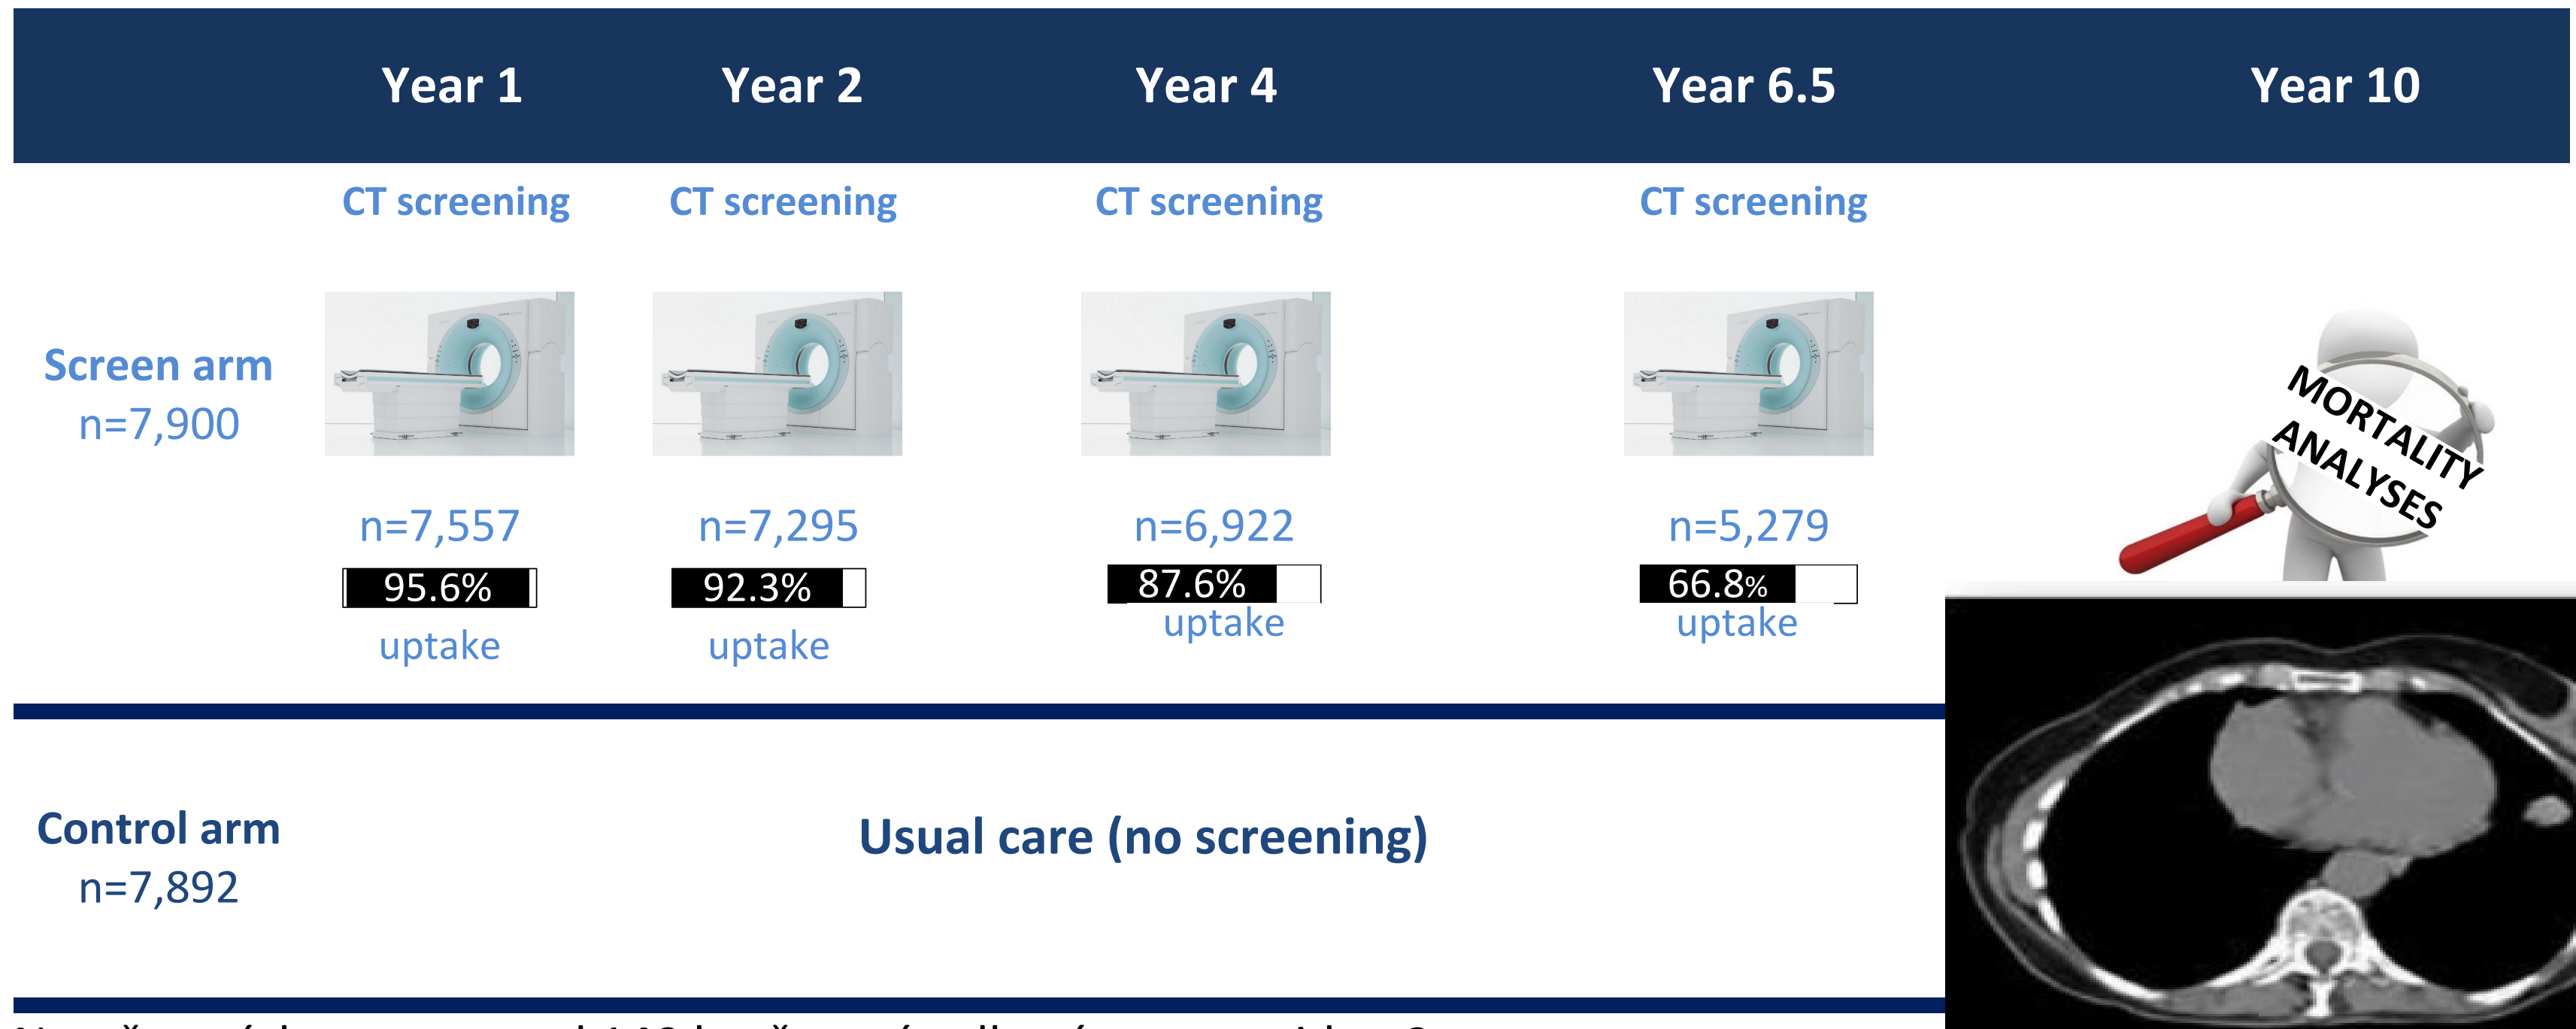 Year 1
Year 2
Year 4
Year 6.5
Year 10
CT screening
CT screening
CT screening
CT screening
Screen arm
n=7,900
MORTALITY
ANALYSES
n=7,557
n=7,295
n=6,922
n=5,279
95.6%
92.3%
87.6%
66.8%
uptake
uptake
uptake
uptake
Control arm
n=7,892
Usual care (no screening)